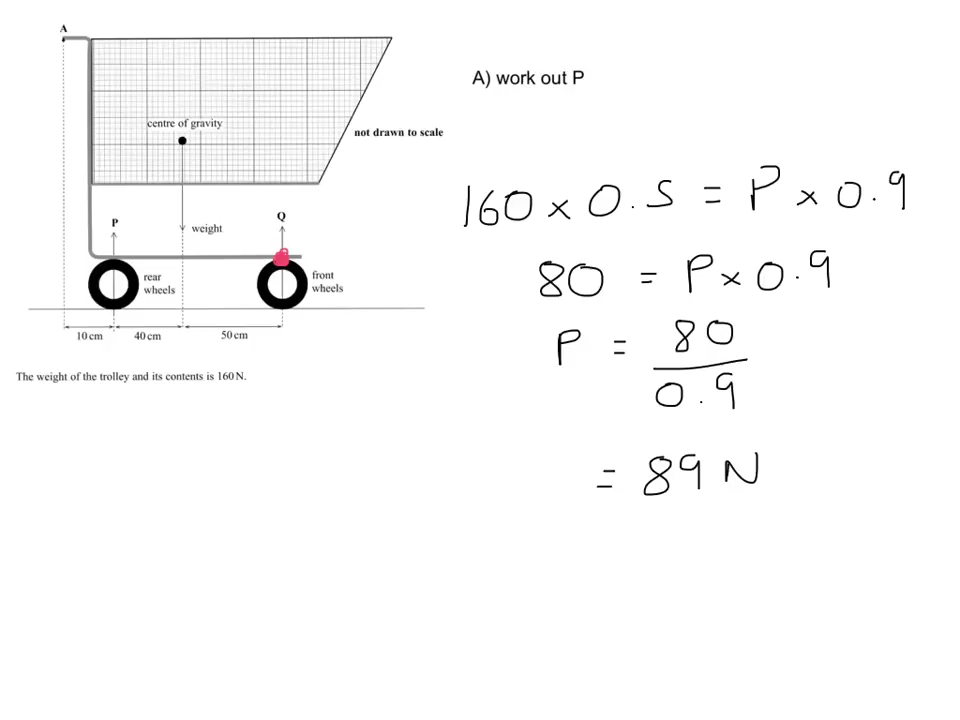 A
centre of gravity
not drawn to scale
P
weight
Q
rear
wheels
front
wheels
10 cm
40 cm
50 cm
The weight of the trolley and its contents is 160 N.
A) work out P
160 × 0.5 = P × 0.9
80 = P × 0.9
P = 80
0.9
= 89 N